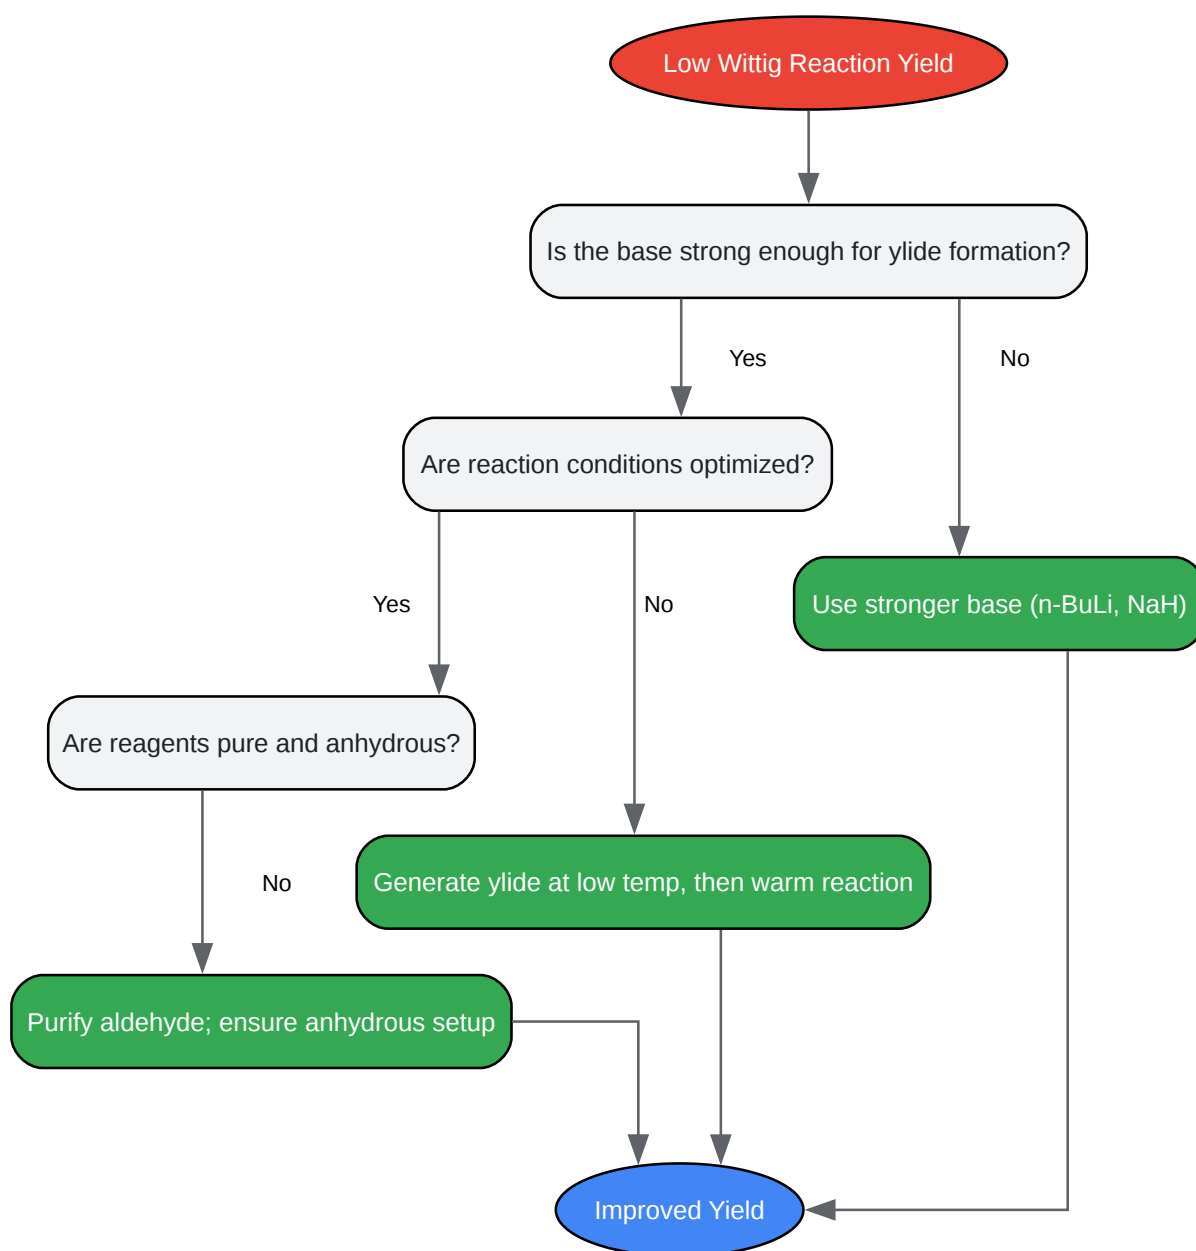 Low Wittig Reaction Yield
Is the base strong enough for ylide formation?
Yes
No
Are reaction conditions optimized?
Use stronger base (n-BuLi, NaH)
Yes
No
Are reagents pure and anhydrous?
No
Generate ylide at low temp, then warm reaction
Purify aldehyde; ensure anhydrous setup
Improved Yield